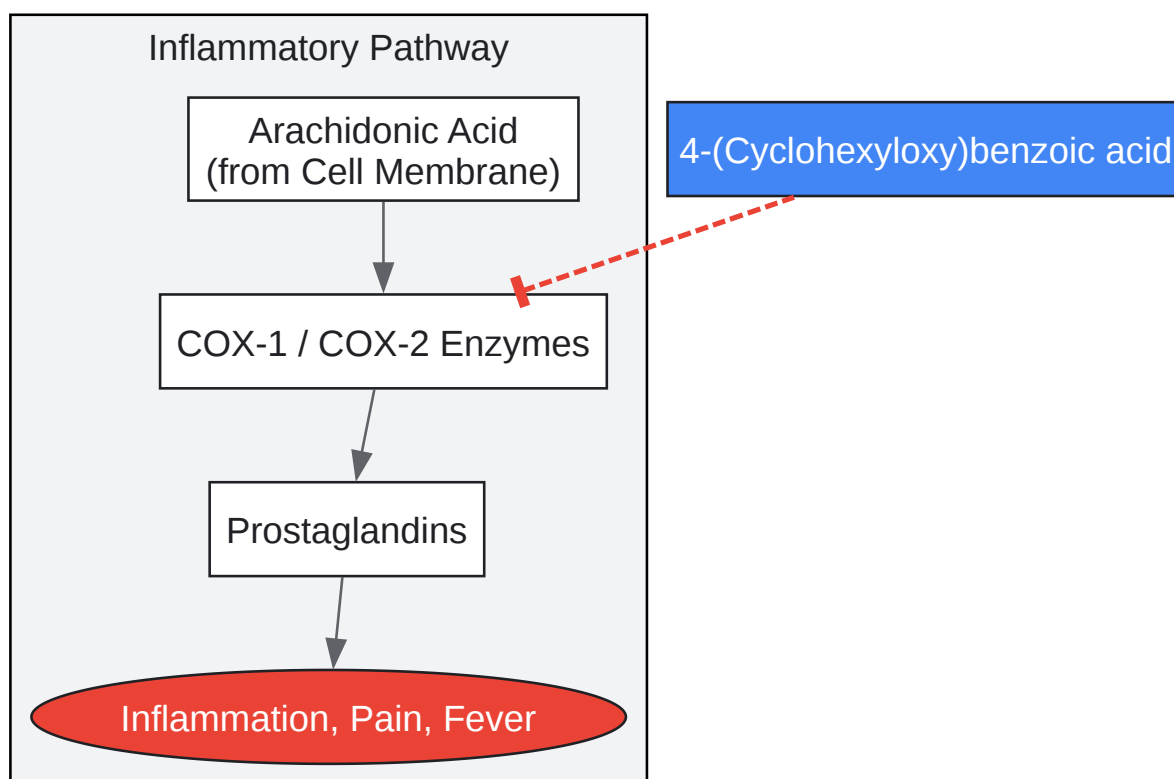 Inflammatory Pathway
Arachidonic Acid
(from Cell Membrane)
4-(Cyclohexyloxy)benzoic acid
COX-1 / COX-2 Enzymes
Prostaglandins
Inflammation, Pain, Fever